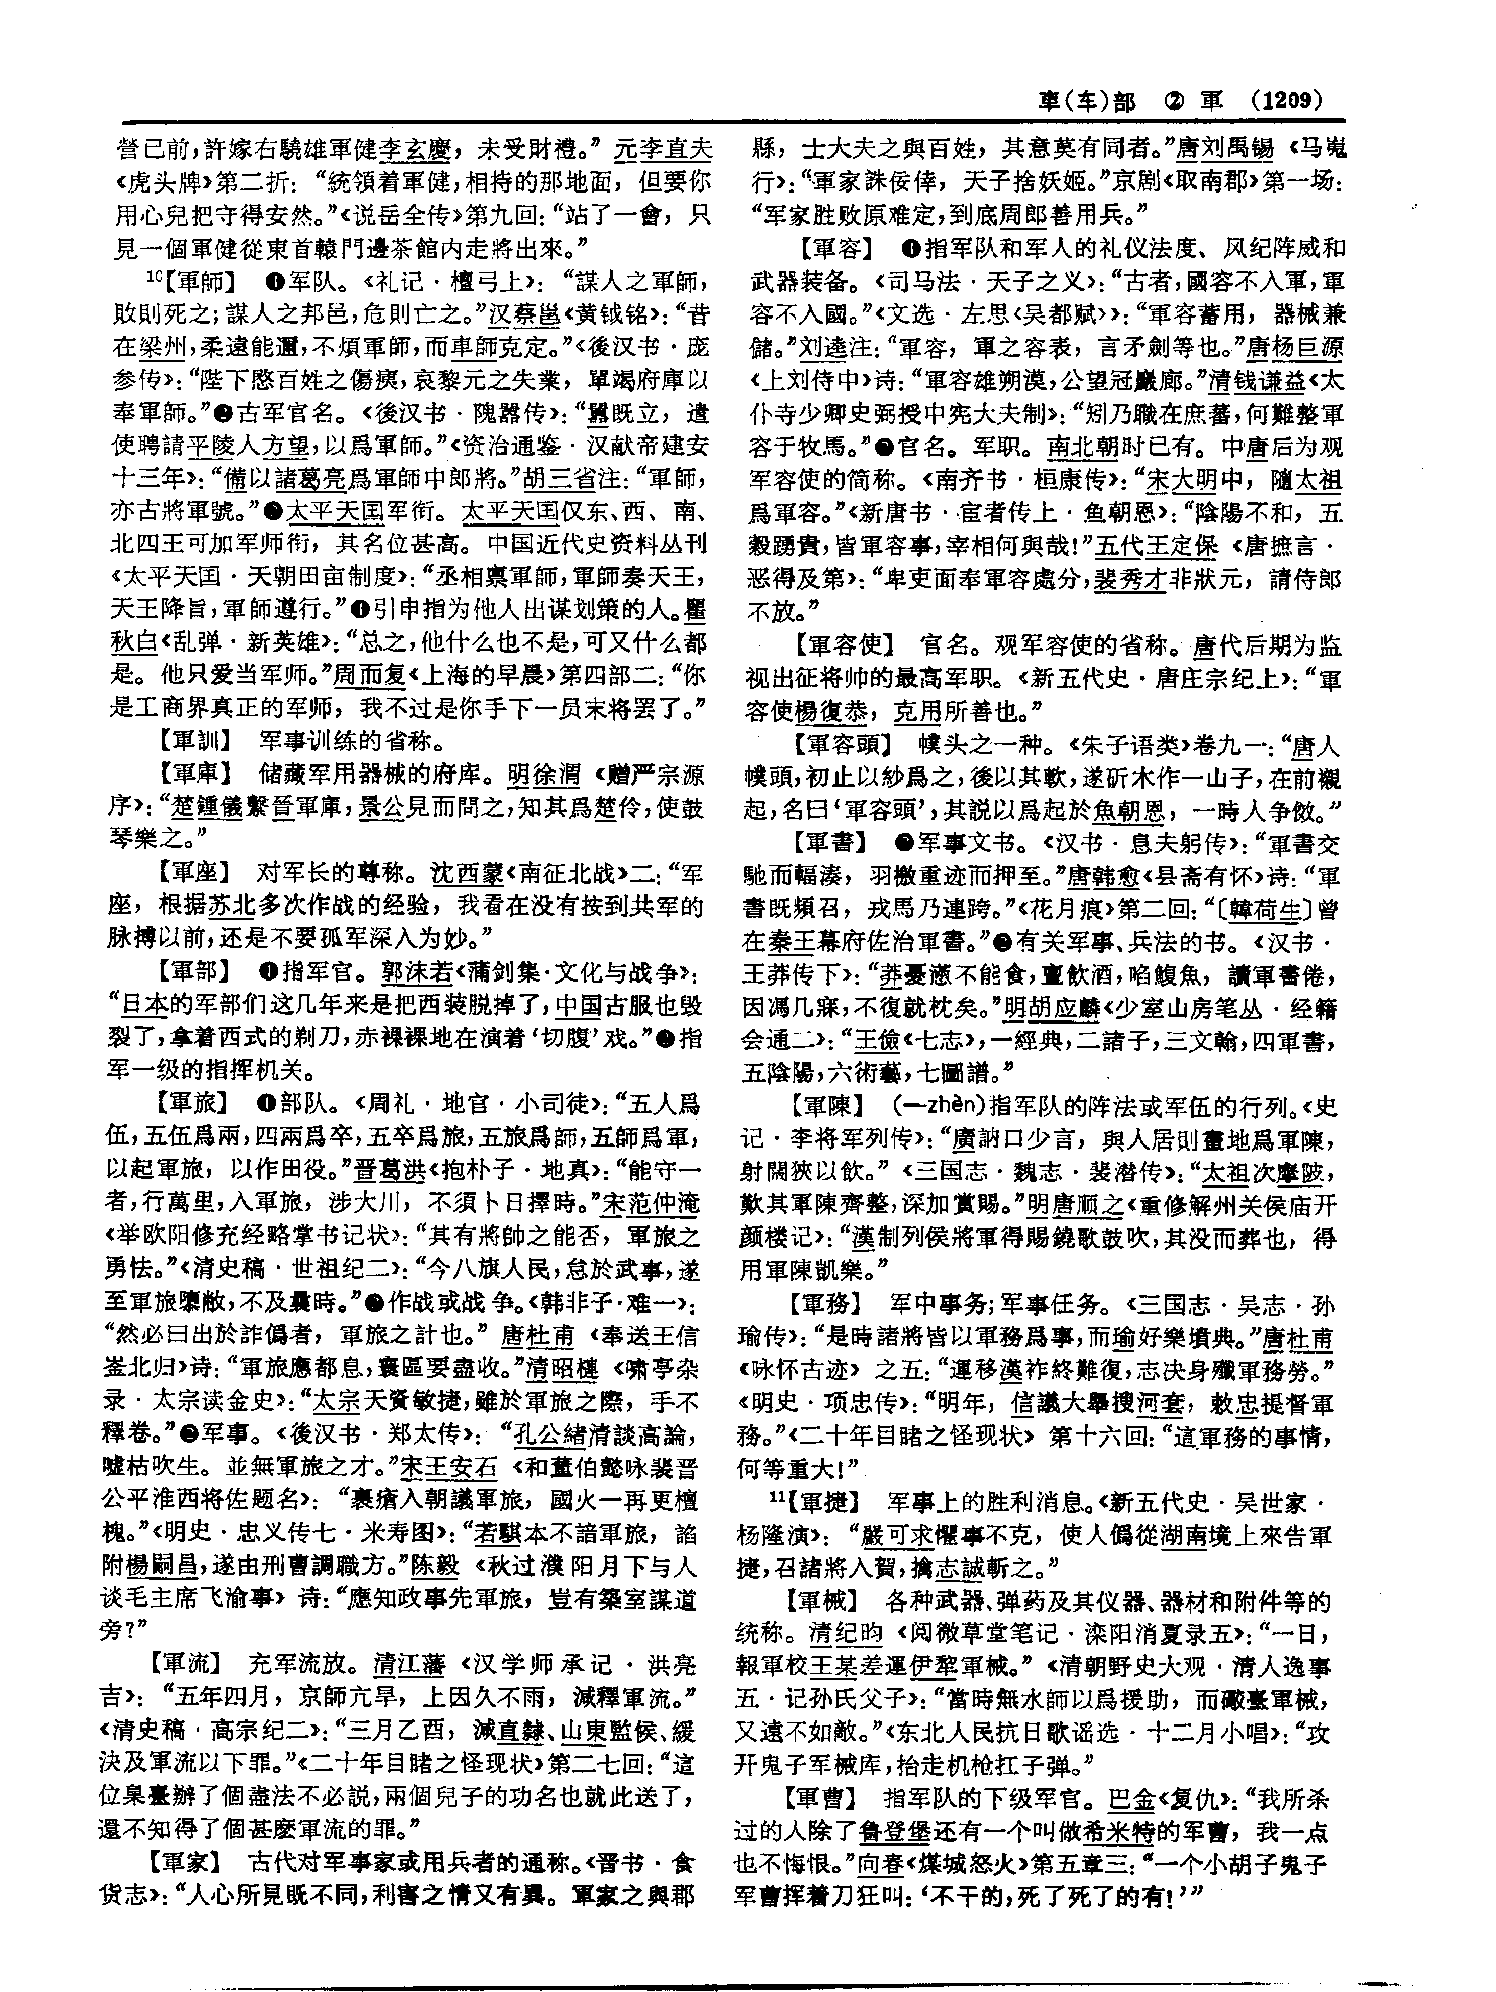 車(车)部　② 軍　(1209)
營已前,許嫁右驍雄軍健李玄慶，未受財禮。”元李直夫
《虎头牌》第二折：“統領着軍健,相持的那地面，但要你
用心兒把守得安然。”《说岳全传》第九回：“站了一會，只
見一個軍健從東首轅門邊茶館内走將出來。”
10【軍師】　❶军队。《礼记·檀弓上》：“謀人之軍師，
敗則死之；謀人之邦邑,危則亡之。”汉蔡邕《黄钺铭》：“昔
在梁州,柔遠能邇,不煩軍師,而車師克定。”《後汉书·庞
参传》：“陛下愍百姓之傷痍,哀黎元之失業，單竭府庫以
奉軍師。”❷古军官名。《後汉书·隗嚣传》：“囂既立，遣
使聘請平陵人方望,以爲軍師。”《资治通鉴·汉献帝建安
十三年》：“備以諸葛亮爲軍師中郎將。”胡三省注：“軍師，
亦古將軍號。”❸太平天囯军衔。太平天囯仅东、西、南、
北四王可加军师衔，其名位甚高。中国近代史资料丛刊
《太平天囯·天朝田亩制度》：“丞相禀軍師,軍師奏天王，
天王降旨,軍師遵行。”❹引申指为他人出谋划策的人。瞿
秋白《乱弹·新英雄》：“总之,他什么也不是,可又什么都
是。他只爱当军师。”周而复《上海的早晨》第四部二：“你
是工商界真正的军师，我不过是你手下一员末将罢了。”
【軍訓】　军事训练的省称。
【軍庫】　储藏军用器械的府库。明徐渭《赠严宗源
序》：“楚鍾儀繫晉軍庫,景公見而問之,知其爲楚伶,使鼓
琴樂之。”
【軍座】　对军长的尊称。沈西蒙《南征北战》二：“军
座，根据苏北多次作战的经验，我看在没有按到共军的
脉搏以前,还是不要孤军深入为妙。”
【軍部】　❶指军官。郭沫若《蒲剑集·文化与战争》：
“日本的军部们这几年来是把西装脱掉了,中国古服也毁
裂了,拿着西式的剃刀,赤裸裸地在演着‘切腹’戏。”❷指
军一级的指挥机关。
【軍旅】　❶部队。《周礼·地官·小司徒》：“五人爲
伍,五伍爲兩,四兩爲卒,五卒爲旅,五旅爲師,五師爲軍，
以起軍旅，以作田役。”晋葛洪《抱朴子·地真》：“能守一
者,行萬里,入軍旅，涉大川，不須卜日擇時。”宋范仲淹
《举欧阳修充经略掌书记状》：“其有將帥之能否，軍旅之
勇怯。”《清史稿·世祖纪二》：“今八旗人民,怠於武事,遂
至軍旅隳敝,不及曩時。”❷作战或战争。《韩非子·难一》：
“然必曰出於詐僞者，軍旅之計也。”唐杜甫《奉送王信
崟北归》诗：“軍旅應都息,寰區要盡收。”清昭槤《啸亭杂
录·太宗读金史》：“太宗天資敏捷,雖於軍旅之際，手不
釋卷。”❸军事。《後汉书·郑太传》：“孔公緒清談高論，
噓枯吹生。並無軍旅之才。”宋王安石《和董伯懿咏裴晋
公平淮西将佐题名》：“裹瘡入朝議軍旅，國火一再更檀
槐。”《明史·忠义传七·米寿图》：“若騏本不諳軍旅，諂
附楊嗣昌,遂由刑曹調職方。”陈毅《秋过濮阳月下与人
谈毛主席飞渝事》诗：“應知政事先軍旅，豈有築室謀道
旁？”
【軍流】　充军流放。清江藩《汉学师承记·洪亮
吉》：“五年四月，京師亢旱，上因久不雨，減釋軍流。”
《清史稿·高宗纪二》：“三月乙酉，減直隸、山東監候、緩
決及軍流以下罪。”《二十年目睹之怪现状》第二七回：“這
位臬臺辦了個盡法不必説,兩個兒子的功名也就此送了，
還不知得了個甚麽軍流的罪。”
【軍家】　古代对军事家或用兵者的通称。《晋书·食
货志》：“人心所見既不同,利害之情又有異。軍家之與郡
縣，士大夫之與百姓，其意莫有同者。”唐刘禹锡《马嵬
行》：“軍家誅佞倖，天子捨妖姬。”京剧《取南郡》第一场：
“军家胜败原难定,到底周郎善用兵。”
【軍容】　❶指军队和军人的礼仪法度、风纪阵威和
武器装备。《司马法·天子之义》：“古者,國容不入軍,軍
容不入國。”《文选·左思〈吴都赋〉》：“軍容蓄用，器械兼
儲。”刘逵注：“軍容，軍之容表，言矛劍等也。”唐杨巨源
《上刘侍中》诗：“軍容雄朔漠,公望冠巖廊。”清钱谦益《太
仆寺少卿史弼授中宪大夫制》：“矧乃職在庶蕃,何難整軍
容于牧馬。”❷官名。军职。南北朝时已有。中唐后为观
军容使的简称。《南齐书·桓康传》：“宋大明中，隨太祖
爲軍容。”《新唐书·宦者传上·鱼朝恩》：“陰陽不和，五
穀踴貴,皆軍容事,宰相何與哉！”五代王定保《唐摭言·
恶得及第》：“卑吏面奉軍容處分,裴秀才非狀元，請侍郎
不放。”
【軍容使】　官名。观军容使的省称。唐代后期为监
视出征将帅的最高军职。《新五代史·唐庄宗纪上》：“軍
容使楊復恭，克用所善也。”
【軍容頭】　幞头之一种。《朱子语类》卷九一：“唐人
幞頭,初止以紗爲之,後以其軟,遂斫木作一山子,在前襯
起,名曰‘軍容頭’,其説以爲起於魚朝恩，一時人争倣。”
【軍書】　❶军事文书。《汉书·息夫躬传》：“軍書交
馳而輻湊，羽檄重迹而押至。”唐韩愈《县斋有怀》诗：“軍
書既頻召，戎馬乃連跨。”《花月痕》第二回：“〔韓荷生〕曾
在秦王幕府佐治軍書。”❷有关军事、兵法的书。《汉书·
王莽传下》：“莽憂懣不能食,亶飲酒,啗鰒魚，讀軍書倦，
因馮几寐,不復就枕矣。”明胡应麟《少室山房笔丛·经籍
会通二》：“王儉《七志》,一經典,二諸子,三文翰,四軍書，
五陰陽,六術藝,七圖譜。”
【軍陳】　(一zhèn)指军队的阵法或军伍的行列。《史
记·李将军列传》：“廣訥口少言，與人居則畫地爲軍陳，
射闊狹以飲。”《三国志·魏志·裴潜传》：“太祖次摩陂，
歎其軍陳齊整,深加賞賜。”明唐顺之《重修解州关侯庙开
颜楼记》：“漢制列侯將軍得賜鐃歌鼓吹,其没而葬也，得
用軍陳凱樂。”
【軍務】　军中事务；军事任务。《三国志·吴志·孙
瑜传》：“是時諸將皆以軍務爲事,而瑜好樂墳典。”唐杜甫
《咏怀古迹》之五：“運移漢祚終難復,志决身殲軍務勞。”
《明史·项忠传》：“明年，信議大舉搜河套，敕忠提督軍
務。”《二十年目睹之怪现状》第十六回：“這軍務的事情，
何等重大！”
11【軍捷】　军事上的胜利消息。《新五代史·吴世家·
杨隆演》：“嚴可求懼事不克，使人僞從湖南境上來告軍
捷,召諸將入賀,擒志誠斬之。”
【軍械】　各种武器、弹药及其仪器、器材和附件等的
统称。清纪昀《阅微草堂笔记·滦阳消夏录五》：“一日，
報軍校王某差運伊犂軍械。”《清朝野史大观·清人逸事
五·记孙氏父子》：“當時無水師以爲援助，而礮臺軍械，
又遠不如敵。”《东北人民抗日歌谣选·十二月小唱》：“攻
开鬼子军械库,抬走机枪扛子弹。”
【軍曹】　指军队的下级军官。巴金《复仇》：“我所杀
过的人除了鲁登堡还有一个叫做希米特的军曹，我一点
也不悔恨。”向春《煤城怒火》第五章三：“一个小胡子鬼子
军曹挥着刀狂叫：‘不干的,死了死了的有！’”